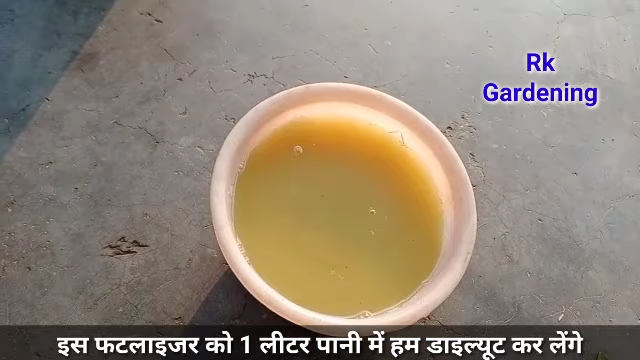 Rk
Gardening
इस फटलाइजर को 1 लीटर पानी में हम डाइल्यूट कर लेंगे